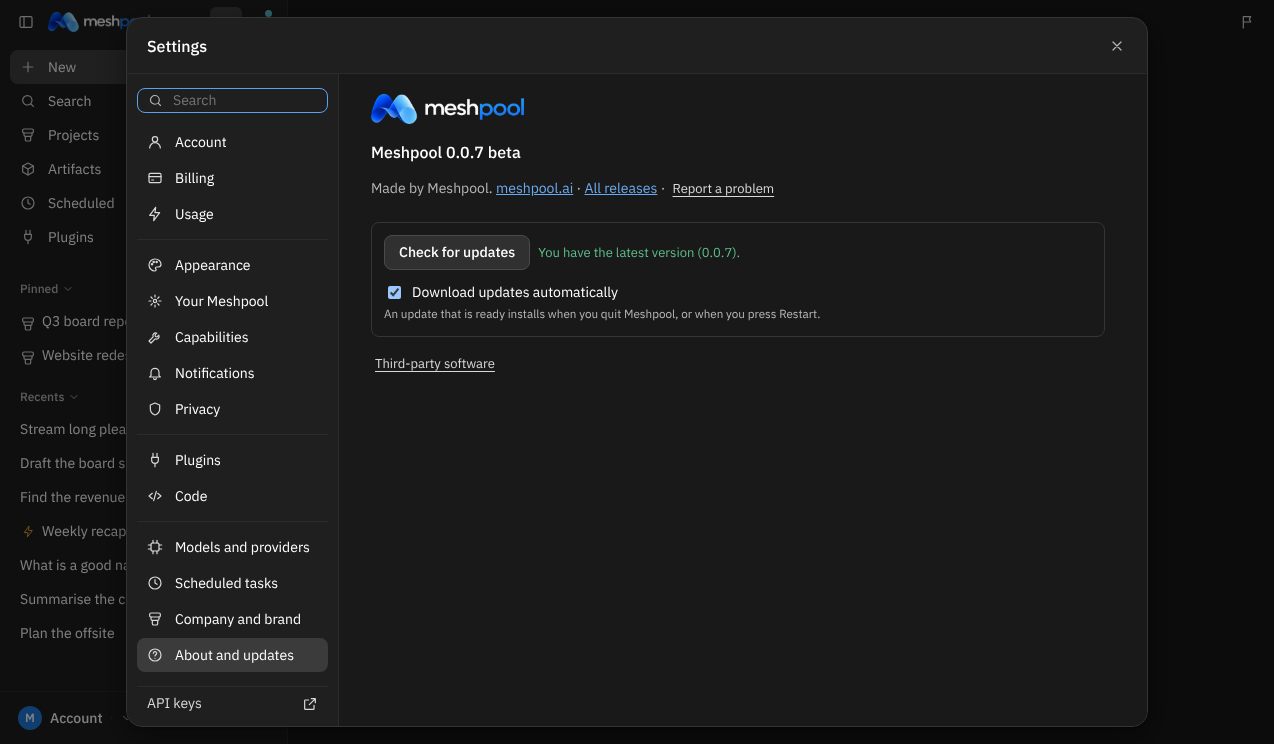 meshpool
New
Search
Projects
Artifacts
Scheduled
Plugins
Pinned
Q3 board
Website
Recents
Stream long
Draft the board
Find the revenue
Weekly recap
What is a good
Summarise the
Plan the offsite
M Account
Settings
Search
Account
Billing
Usage
Appearance
Your Meshpool
Capabilities
Notifications
Privacy
Plugins
Code
Models and providers
Scheduled tasks
Company and brand
About and updates
API keys
meshpool
Meshpool 0.0.7 beta
Made by Meshpool. meshpool.ai · All releases · Report a problem
Check for updates You have the latest version (0.0.7).
Download updates automatically
An update that is ready installs when you quit Meshpool, or when you press Restart.
Third-party software